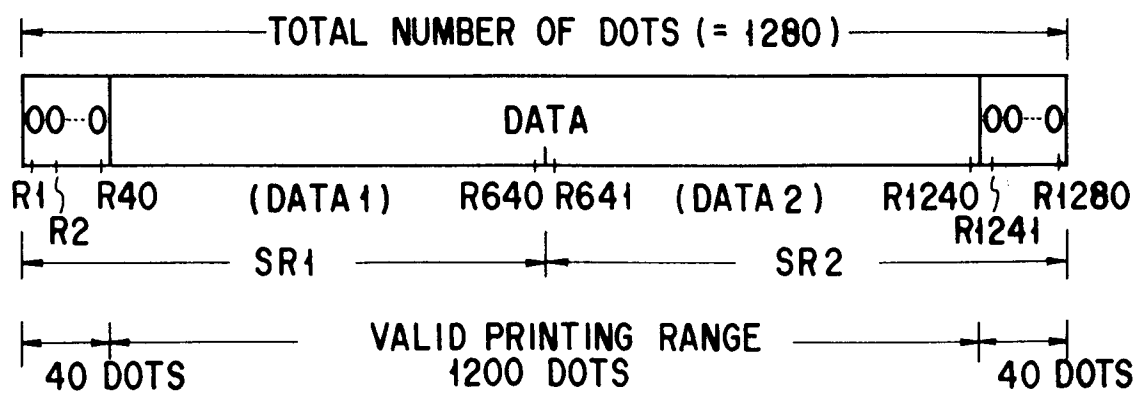 TOTAL NUMBER OF DOTS (= 1280)
00···0 DATA 00···0
R1 R40 (DATA 1) R640 R641 (DATA 2) R1240 R1280
R2 R1241
SR1 SR2
VALID PRINTING RANGE
40 DOTS 1200 DOTS 40 DOTS